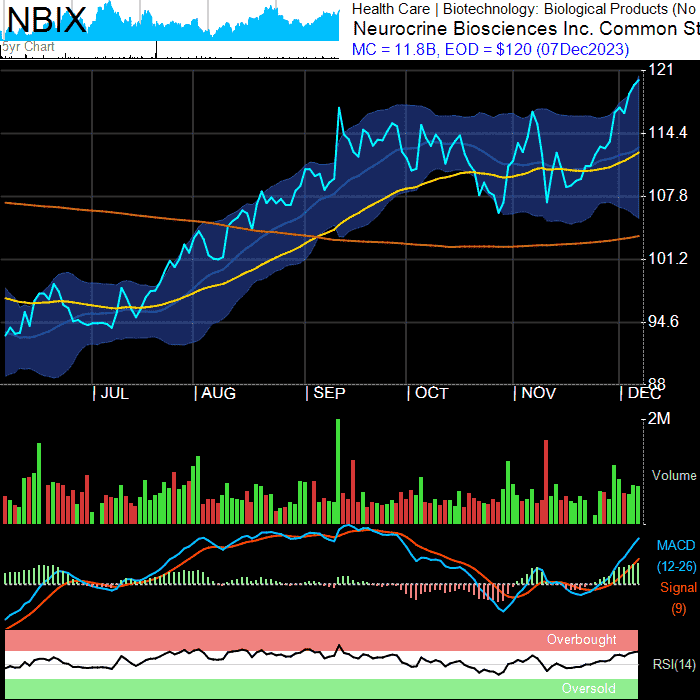 NBIX
5yr Chart
Health Care | Biotechnology: Biological Products (No
Neurocrine Biosciences Inc. Common St
MC = 11.8B, EOD = $120 (07Dec2023)
121
114.4
107.8
101.2
94.6
88
JUL AUG SEP OCT NOV DEC
2M
Volume
MACD
(12-26)
Signal
(9)
Overbought
RSI(14)
Oversold